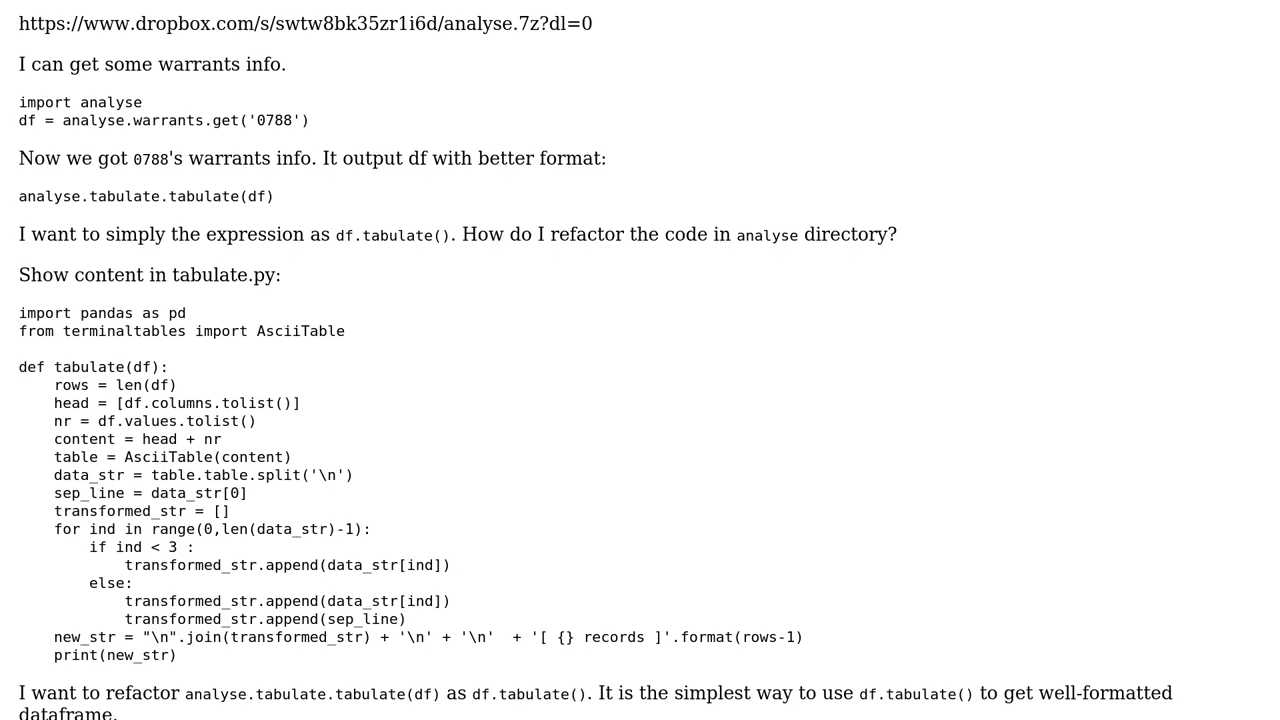 https://www.dropbox.com/s/swtw8bk35zr1i6d/analyse.7z?dl=0
I can get some warrants info.
import analyse
df = analyse.warrants.get('0788')
Now we got 0788's warrants info. It output df with better format:
analyse.tabulate.tabulate(df)
I want to simply the expression as df.tabulate(). How do I refactor the code in analyse directory?
Show content in tabulate.py:
import pandas as pd
from terminaltables import AsciiTable
def tabulate(df):
    rows = len(df)
    head = [df.columns.tolist()]
    nr = df.values.tolist()
    content = head + nr
    table = AsciiTable(content)
    data_str = table.table.split('\n')
    sep_line = data_str[0]
    transformed_str = []
    for ind in range(0,len(data_str)-1):
        if ind < 3 :
            transformed_str.append(data_str[ind])
        else:
            transformed_str.append(data_str[ind])
            transformed_str.append(sep_line)
    new_str = "\n".join(transformed_str) + '\n' + '\n'  + '[ {} records ]'.format(rows-1)
    print(new_str)
I want to refactor analyse.tabulate.tabulate(df) as df.tabulate(). It is the simplest way to use df.tabulate() to get well-formatted
dataframe.